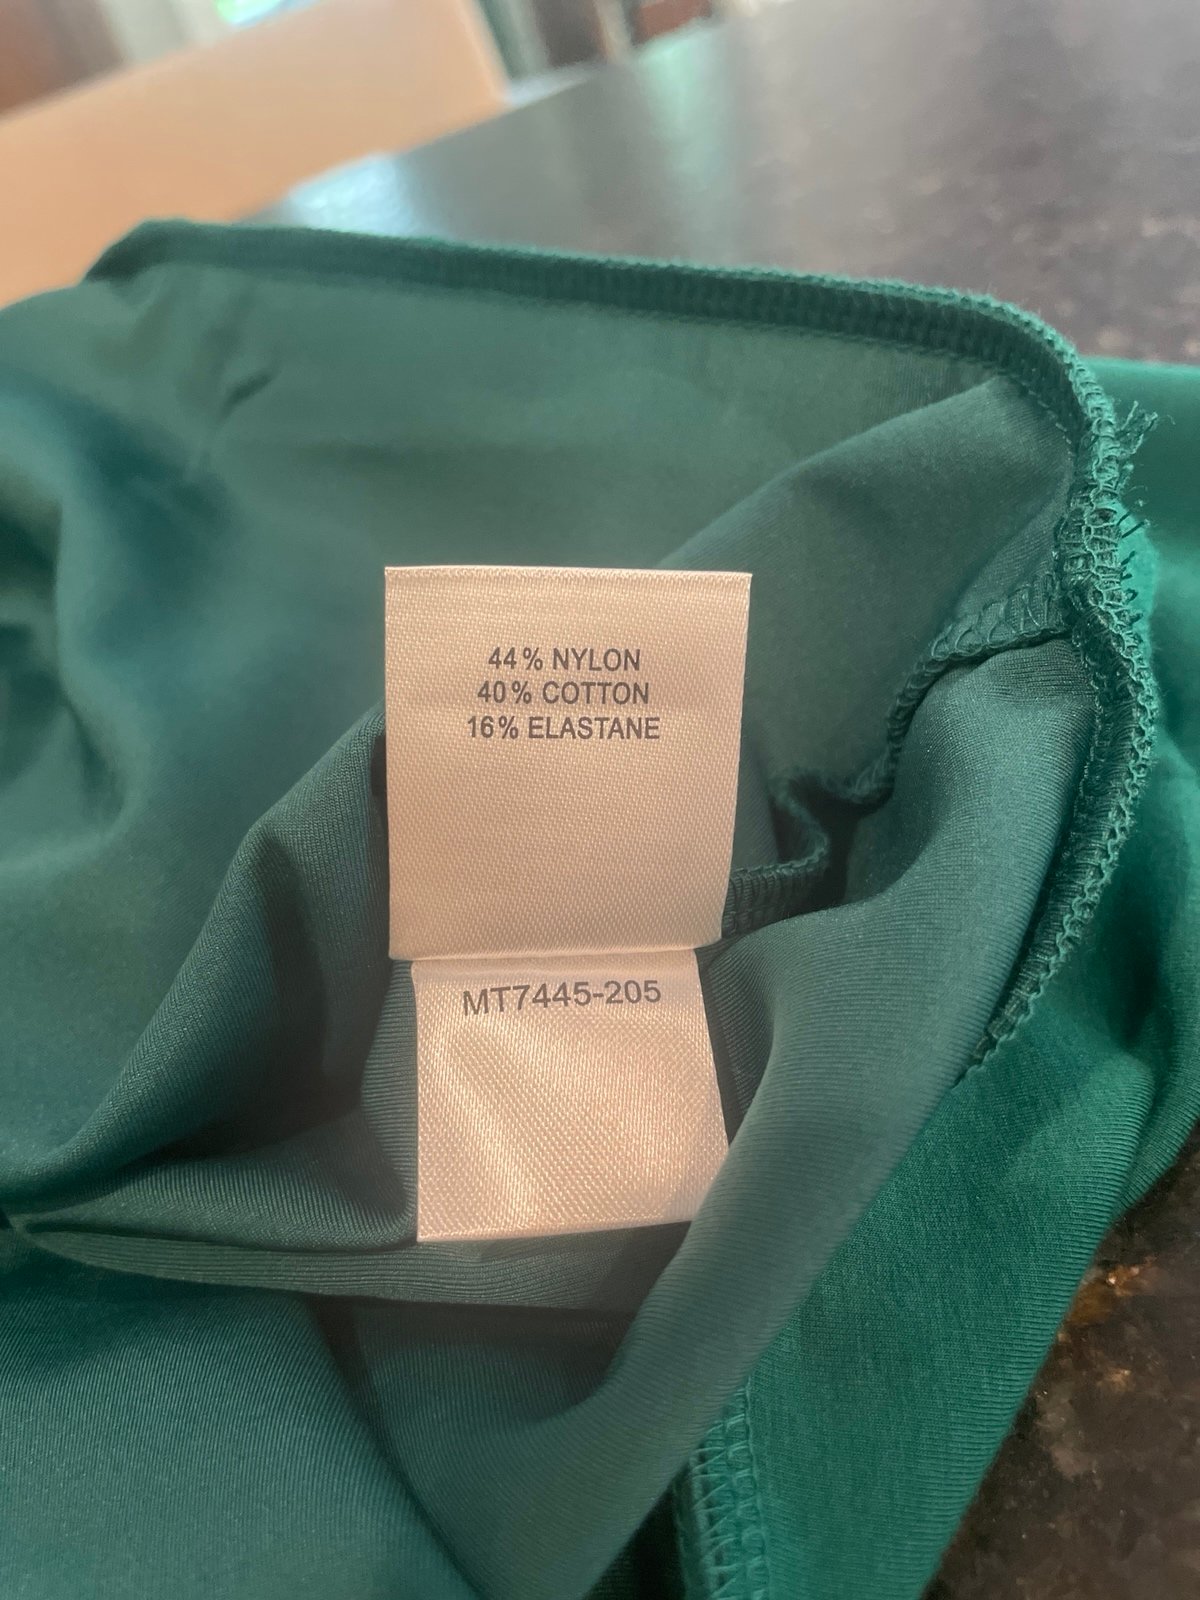 44% NYLON
40% COTTON
16% ELASTANE
MT7445-205